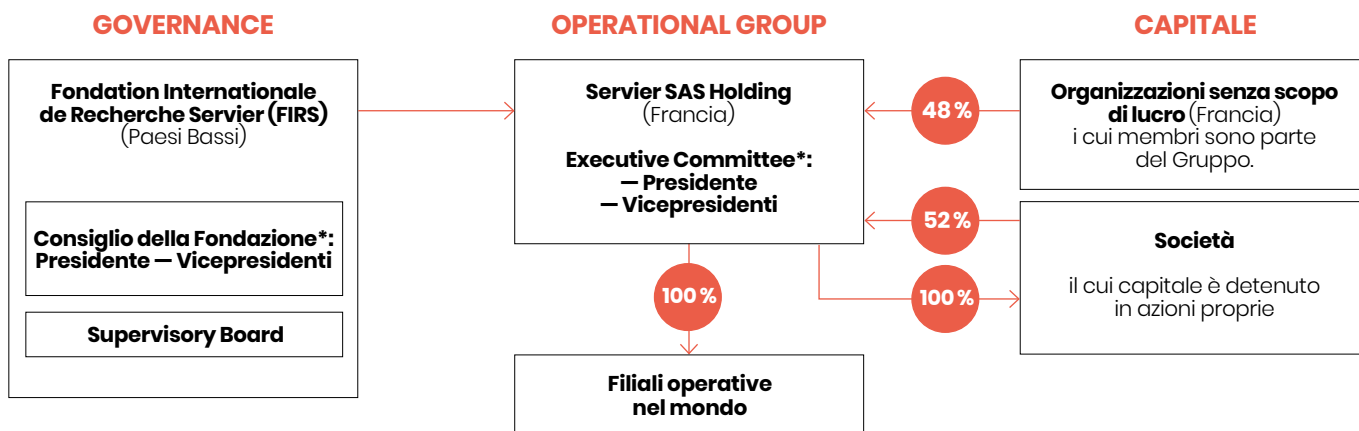 GOVERNANCE
Fondation Internationale
de Recherche Servier (FIRS)
(Paesi Bassi)
Consiglio della Fondazione*:
Presidente — Vicepresidenti
Supervisory Board
OPERATIONAL GROUP
Servier SAS Holding
(Francia)
Executive Committee*:
— Presidente
— Vicepresidenti
100 %
Filiali operative
nel mondo
48 %
52 %
100 %
CAPITALE
Organizzazioni senza scopo
di lucro (Francia)
i cui membri sono parte
del Gruppo.
Società
il cui capitale è detenuto
in azioni proprie